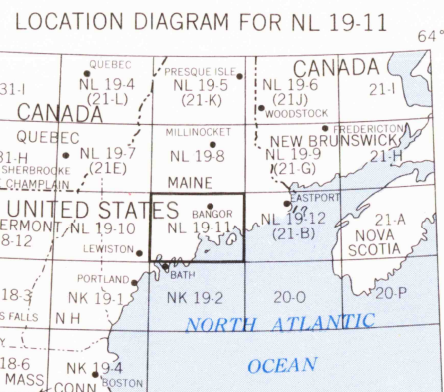 LOCATION DIAGRAM FOR NL 19-11
64°
QUEBEC
NL 19-4
(21-L)
PRESQUE ISLE
NL 19-5
(21-K)
NL 19-6
(21J)
CANADA
31-I
21-I
CANADA
WOODSTOCK
QUEBEC
MILLINOCKET
FREDERICTON
NEW BRUNSWICK
31-H
NL 19-7
(21E)
NL 19-8
NL 19-9
(21-G)
21-H
SHERBROOKE
CHAMPLAIN
MAINE
EASTPORT
UNITED STATES
BANGOR
NL 19-10
NL 19-11
NL 19-12
(21-B)
21-A
NOVA
SCOTIA
ERMONT
8-12
LEWISTON
BATH
PORTLAND
18-3
NK 19-1
NK 19-2
20-O
20-P
S FALLS
N H
NORTH ATLANTIC
OCEAN
18-6
MASS
NK 19-4
BOSTON
CONN